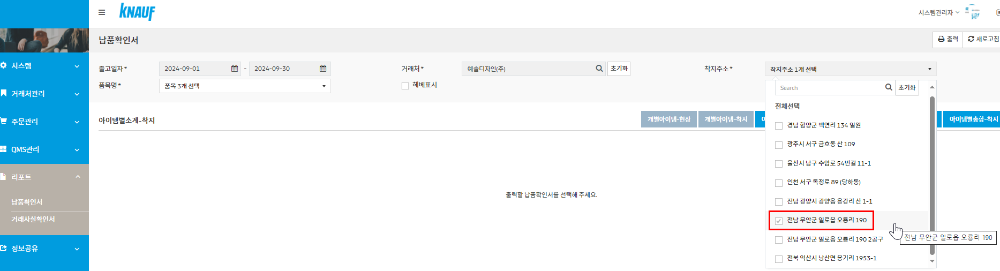 KNAUF
시스템관리자
납품확인서
출력
새로고침
시스템
거래처관리
주문관리
QMS관리
리포트
납품확인서
거래사실확인서
정보공유
출고일자*
2024-09-01
-
2024-09-30
거래처*
예술디자인(주)
초기화
착지주소*
착지주소 1개 선택
품목명*
품목 3개 선택
헤베표시
Search
초기화
전체선택
경남 함양군 백연리 134 일원
광주시 서구 금호동 산 109
울산시 남구 수암로 54번길 11-1
인천 서구 독정로 89 (당하동)
전남 광양시 광양읍 용강리 산 1-1
전남 무안군 일로읍 오룡리 190
전남 무안군 일로읍 오룡리 190 2공구
전북 익산시 낭산면 용기리 1953-1
전남 무안군 일로읍 오룡리 190
아이템별소계-착지
개별아이템-현장
개별아이템-착지
아이템별총합-착지
출력할 납품확인서를 선택해 주세요.